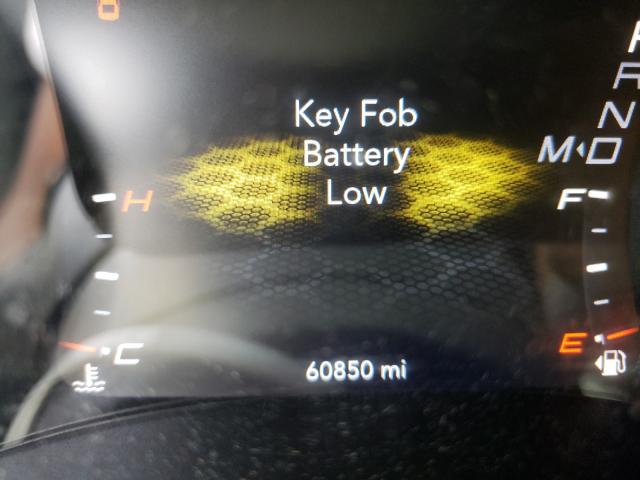 Key Fob
Battery
Low
R
N
M D
H
F
C
E
60850 mi